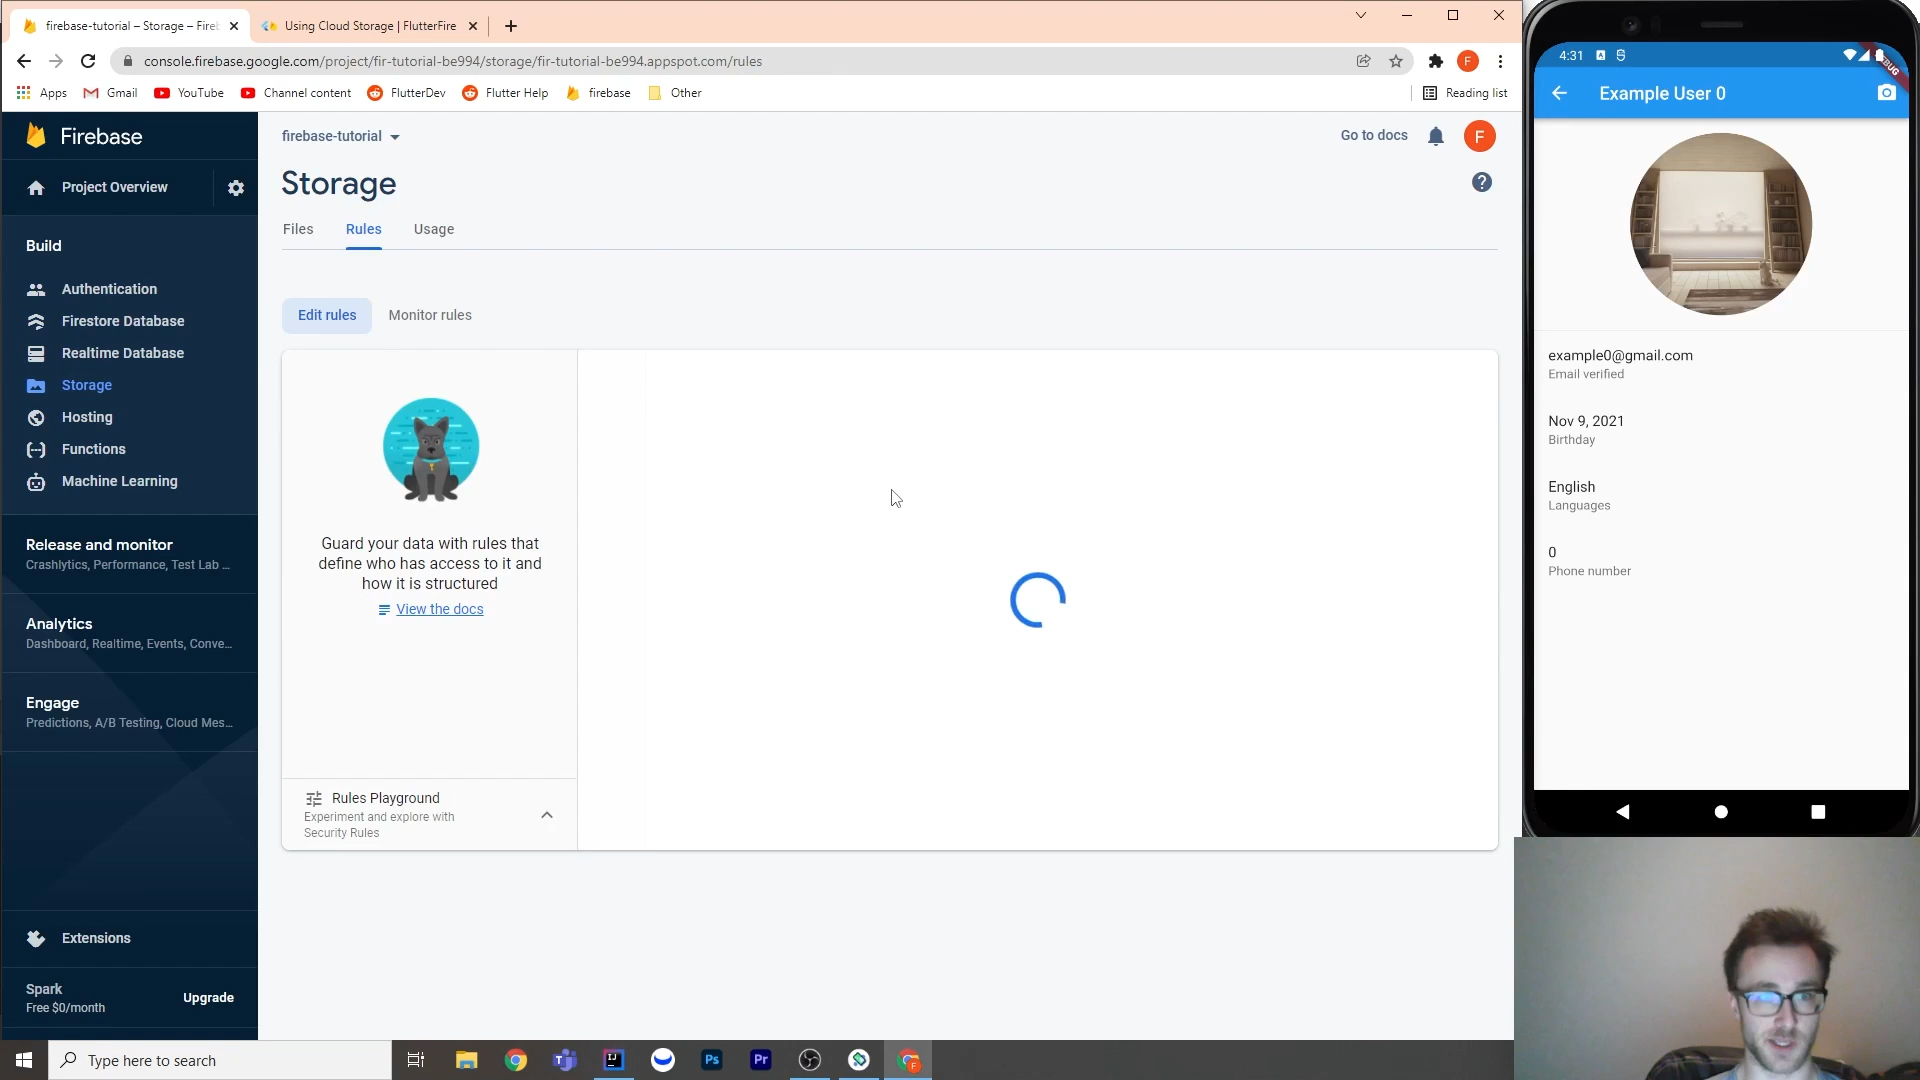 firebase-tutorial – Storage – Fireb
Using Cloud Storage | FlutterFire
console.firebase.google.com/project/fir-tutorial-be994/storage/fir-tutorial-be994.appspot.com/rules
F
Apps
Gmail
YouTube
Channel content
FlutterDev
Flutter Help
firebase
Other
Reading list
Firebase
Project Overview
Build
Authentication
Firestore Database
Realtime Database
Storage
Hosting
Functions
Machine Learning
Release and monitor
Crashlytics, Performance, Test Lab ...
Analytics
Dashboard, Realtime, Events, Conve...
Engage
Predictions, A/B Testing, Cloud Mes...
Extensions
Spark
Free $0/month
Upgrade
firebase-tutorial
Go to docs
F
Storage
Files
Rules
Usage
Edit rules
Monitor rules
Guard your data with rules that
define who has access to it and
how it is structured
View the docs
Rules Playground
Experiment and explore with
Security Rules
4:31
Example User 0
example0@gmail.com
Email verified
Nov 9, 2021
Birthday
English
Languages
0
Phone number
Type here to search
Ps
Pr